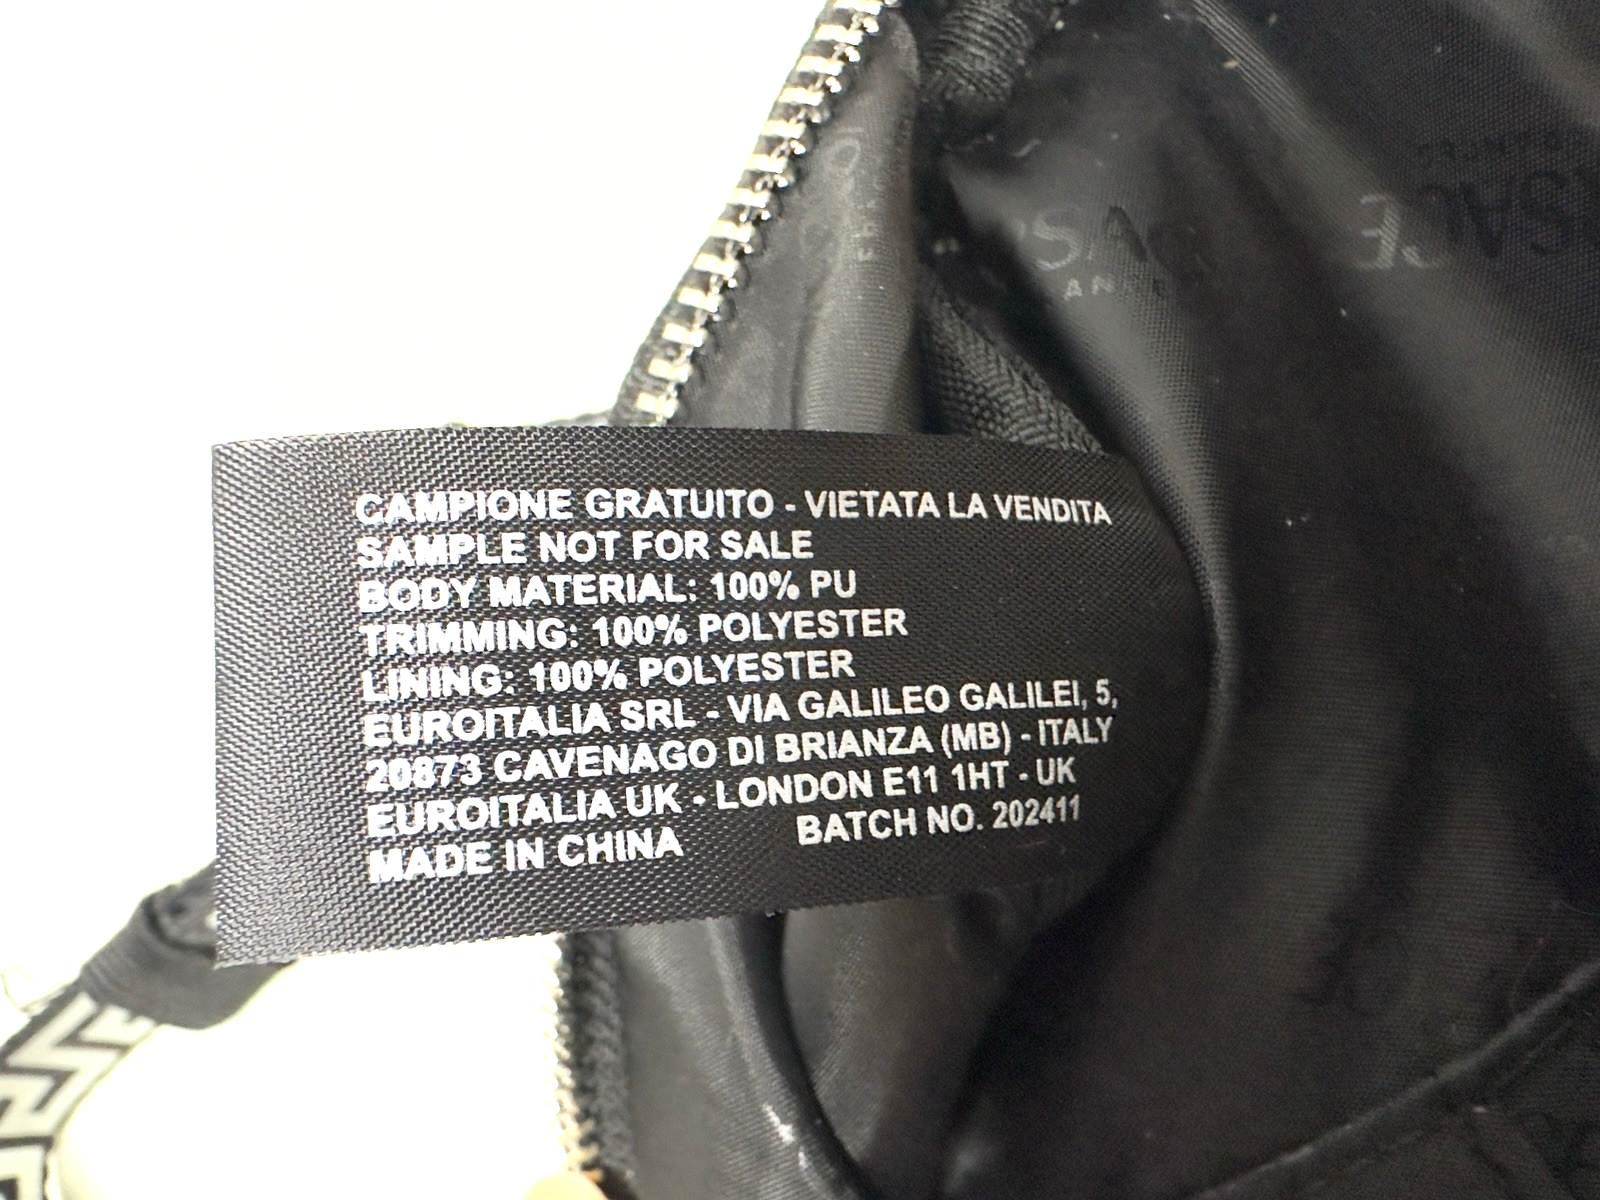 CAMPIONE GRATUITO - VIETATA LA VENDITA
SAMPLE NOT FOR SALE
BODY MATERIAL: 100% PU
TRIMMING: 100% POLYESTER
LINING: 100% POLYESTER
EUROITALIA SRL - VIA GALILEO GALILEI, 5,
20873 CAVENAGO DI BRIANZA (MB) - ITALY
EUROITALIA UK - LONDON E11 1HT - UK
MADE IN CHINA BATCH NO. 202411